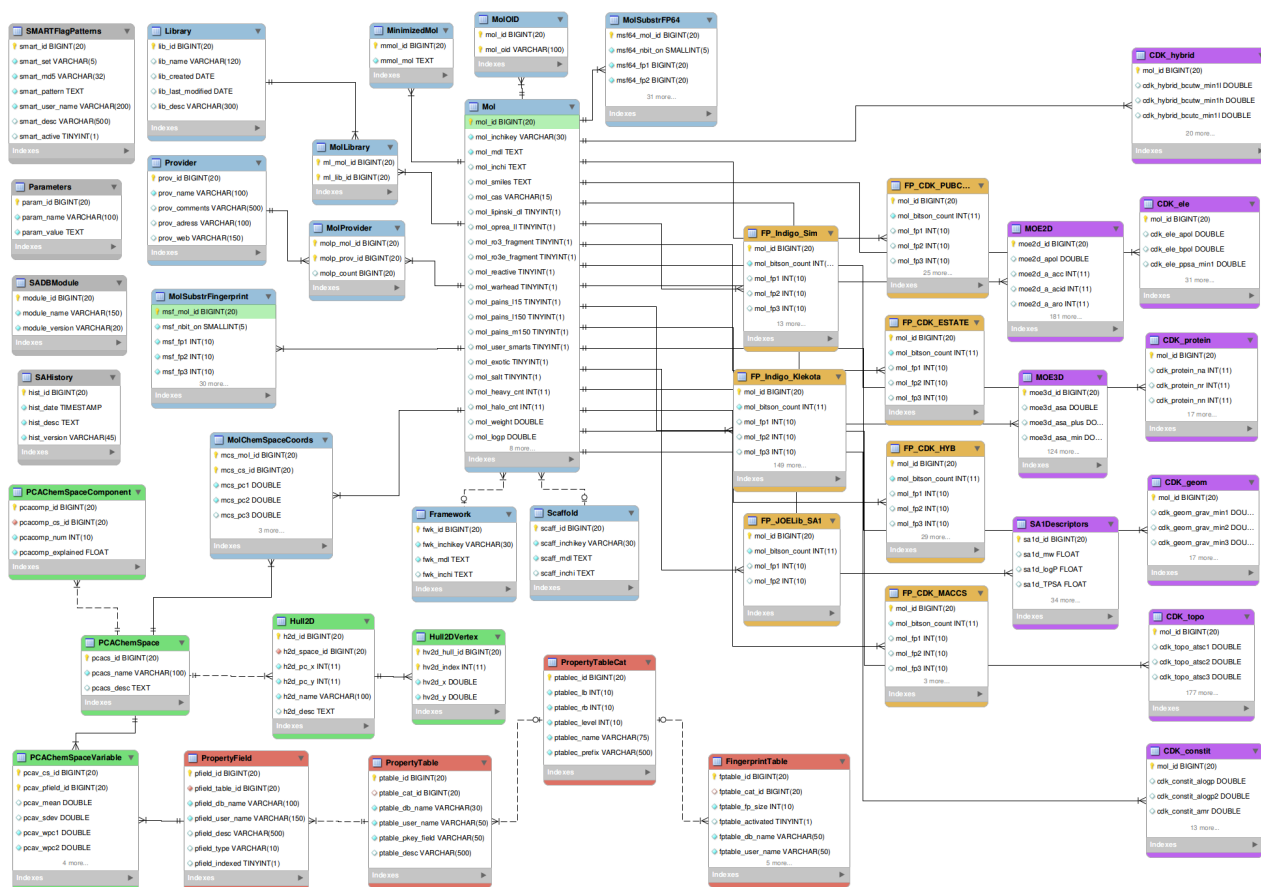 SMARTFlagPatterns
smart_id BIGINT(20)
smart_set VARCHAR(5)
smart_md5 VARCHAR(32)
smart_pattern TEXT
smart_user_name VARCHAR(200)
smart_desc VARCHAR(500)
smart_active TINYINT(1)
Indexes
Library
lib_id BIGINT(20)
lib_name VARCHAR(120)
lib_created DATE
lib_last_modified DATE
lib_desc VARCHAR(300)
Indexes
MinimizedMol
mmol_id BIGINT(20)
mmol_mol TEXT
Indexes
MolOID
mol_id BIGINT(20)
mol_oid VARCHAR(100)
Indexes
MolSubstrFP64
msf64_mol_id BIGINT(20)
msf64_nbit_on SMALLINT(5)
msf64_fp1 BIGINT(20)
msf64_fp2 BIGINT(20)
31 more...
Indexes
CDK_hybrid
mol_id BIGINT(20)
cdk_hybrid_bcutw_min1l DOUBLE
cdk_hybrid_bcutw_min1h DOUBLE
cdk_hybrid_bcutc_min1l DOUBLE
20 more...
Indexes
Mol
mol_id BIGINT(20)
mol_inchikey VARCHAR(30)
mol_mdl TEXT
mol_inchi TEXT
mol_smiles TEXT
mol_cas VARCHAR(15)
mol_lipinski_dl TINYINT(1)
mol_oprea_ll TINYINT(1)
mol_ro3_fragment TINYINT(1)
mol_ro3e_fragment TINYINT(1)
mol_reactive TINYINT(1)
mol_warhead TINYINT(1)
mol_pains_l15 TINYINT(1)
mol_pains_l150 TINYINT(1)
mol_pains_m150 TINYINT(1)
mol_user_smarts TINYINT(1)
mol_exotic TINYINT(1)
mol_salt TINYINT(1)
mol_heavy_cnt INT(11)
mol_halo_cnt INT(11)
mol_weight DOUBLE
mol_logp DOUBLE
8 more...
Indexes
MolLibrary
ml_mol_id BIGINT(20)
ml_lib_id BIGINT(20)
Indexes
Provider
prov_id BIGINT(20)
prov_name VARCHAR(100)
prov_comments VARCHAR(500)
prov_adress VARCHAR(100)
prov_web VARCHAR(150)
Indexes
MolProvider
molp_mol_id BIGINT(20)
molp_prov_id BIGINT(20)
molp_count BIGINT(20)
Indexes
Parameters
param_id BIGINT(20)
param_name VARCHAR(100)
param_value TEXT
Indexes
SADBModule
module_id BIGINT(20)
module_name VARCHAR(150)
module_version VARCHAR(20)
Indexes
MolSubstrFingerprint
msf_mol_id BIGINT(20)
msf_nbit_on SMALLINT(5)
msf_fp1 INT(10)
msf_fp2 INT(10)
msf_fp3 INT(10)
30 more...
Indexes
SAHistory
hist_id BIGINT(20)
hist_date TIMESTAMP
hist_desc TEXT
hist_version VARCHAR(45)
Indexes
FP_CDK_PUBC...
mol_id BIGINT(20)
mol_bitson_count INT(11)
mol_fp1 INT(10)
mol_fp2 INT(10)
mol_fp3 INT(10)
25 more...
Indexes
FP_Indigo_Sim
mol_id BIGINT(20)
mol_bitson_count INT(...
mol_fp1 INT(10)
mol_fp2 INT(10)
mol_fp3 INT(10)
13 more...
Indexes
MOE2D
moe2d_id BIGINT(20)
moe2d_apol DOUBLE
moe2d_a_acc INT(11)
moe2d_a_acid INT(11)
moe2d_a_aro INT(11)
181 more...
Indexes
CDK_ele
mol_id BIGINT(20)
cdk_ele_apol DOUBLE
cdk_ele_bpol DOUBLE
cdk_ele_ppsa_min1 DOUBLE
31 more...
Indexes
FP_CDK_ESTATE
mol_id BIGINT(20)
mol_bitson_count INT(11)
mol_fp1 INT(10)
mol_fp2 INT(10)
mol_fp3 INT(10)
Indexes
CDK_protein
mol_id BIGINT(20)
cdk_protein_na INT(11)
cdk_protein_nr INT(11)
cdk_protein_nn INT(11)
17 more...
Indexes
FP_Indigo_Klekota
mol_id BIGINT(20)
mol_bitson_count INT(11)
mol_fp1 INT(10)
mol_fp2 INT(10)
mol_fp3 INT(10)
149 more...
Indexes
MOE3D
moe3d_id BIGINT(20)
moe3d_asa DOUBLE
moe3d_asa_plus DO...
moe3d_asa_min DO...
124 more...
Indexes
FP_CDK_HYB
mol_id BIGINT(20)
mol_bitson_count INT(11)
mol_fp1 INT(10)
mol_fp2 INT(10)
mol_fp3 INT(10)
29 more...
Indexes
CDK_geom
mol_id BIGINT(20)
cdk_geom_grav_min1 DOU...
cdk_geom_grav_min2 DOU...
cdk_geom_grav_min3 DOU...
17 more...
Indexes
MolChemSpaceCoords
mcs_mol_id BIGINT(20)
mcs_cs_id BIGINT(20)
mcs_pc1 DOUBLE
mcs_pc2 DOUBLE
mcs_pc3 DOUBLE
3 more...
Indexes
PCAChemSpaceComponent
pcacomp_id BIGINT(20)
pcacomp_cs_id BIGINT(20)
pcacomp_num INT(10)
pcacomp_explained FLOAT
Indexes
Framework
fwk_id BIGINT(20)
fwk_inchikey VARCHAR(30)
fwk_mdl TEXT
fwk_inchi TEXT
Indexes
Scaffold
scaff_id BIGINT(20)
scaff_inchikey VARCHAR(30)
scaff_mdl TEXT
scaff_inchi TEXT
Indexes
FP_JOELib_SA1
mol_id BIGINT(20)
mol_bitson_count INT(11)
mol_fp1 INT(10)
mol_fp2 INT(10)
Indexes
SA1Descriptors
sa1d_id BIGINT(20)
sa1d_mw FLOAT
sa1d_logP FLOAT
sa1d_TPSA FLOAT
34 more...
Indexes
FP_CDK_MACCS
mol_id BIGINT(20)
mol_bitson_count INT(11)
mol_fp1 INT(10)
mol_fp2 INT(10)
mol_fp3 INT(10)
3 more...
Indexes
CDK_topo
mol_id BIGINT(20)
cdk_topo_atsc1 DOUBLE
cdk_topo_atsc2 DOUBLE
cdk_topo_atsc3 DOUBLE
177 more...
Indexes
PCAChemSpace
pcacs_id BIGINT(20)
pcacs_name VARCHAR(100)
pcacs_desc TEXT
Indexes
Hull2D
h2d_id BIGINT(20)
h2d_space_id BIGINT(20)
h2d_pc_x INT(11)
h2d_pc_y INT(11)
h2d_name VARCHAR(100)
h2d_desc TEXT
Indexes
Hull2DVertex
hv2d_hull_id BIGINT(20)
hv2d_index INT(11)
hv2d_x DOUBLE
hv2d_y DOUBLE
Indexes
PropertyTableCat
ptablec_id BIGINT(20)
ptablec_lb INT(10)
ptablec_rb INT(10)
ptablec_level INT(10)
ptablec_name VARCHAR(75)
ptablec_prefix VARCHAR(500)
Indexes
PCAChemSpaceVariable
pcav_cs_id BIGINT(20)
pcav_pfield_id BIGINT(20)
pcav_mean DOUBLE
pcav_sdev DOUBLE
pcav_wpc1 DOUBLE
pcav_wpc2 DOUBLE
4 more...
Indexes
PropertyField
pfield_id BIGINT(20)
pfield_table_id BIGINT(20)
pfield_db_name VARCHAR(100)
pfield_user_name VARCHAR(150)
pfield_desc VARCHAR(500)
pfield_type VARCHAR(10)
pfield_indexed TINYINT(1)
Indexes
PropertyTable
ptable_id BIGINT(20)
ptable_cat_id BIGINT(20)
ptable_db_name VARCHAR(30)
ptable_user_name VARCHAR(50)
ptable_pkey_field VARCHAR(50)
ptable_desc VARCHAR(500)
Indexes
FingerprintTable
fptable_id BIGINT(20)
fptable_cat_id BIGINT(20)
fptable_fp_size INT(10)
fptable_activated TINYINT(1)
fptable_db_name VARCHAR(50)
fptable_user_name VARCHAR(50)
5 more...
Indexes
CDK_constit
mol_id BIGINT(20)
cdk_constit_alogp DOUBLE
cdk_constit_alogp2 DOUBLE
cdk_constit_amr DOUBLE
13 more...
Indexes